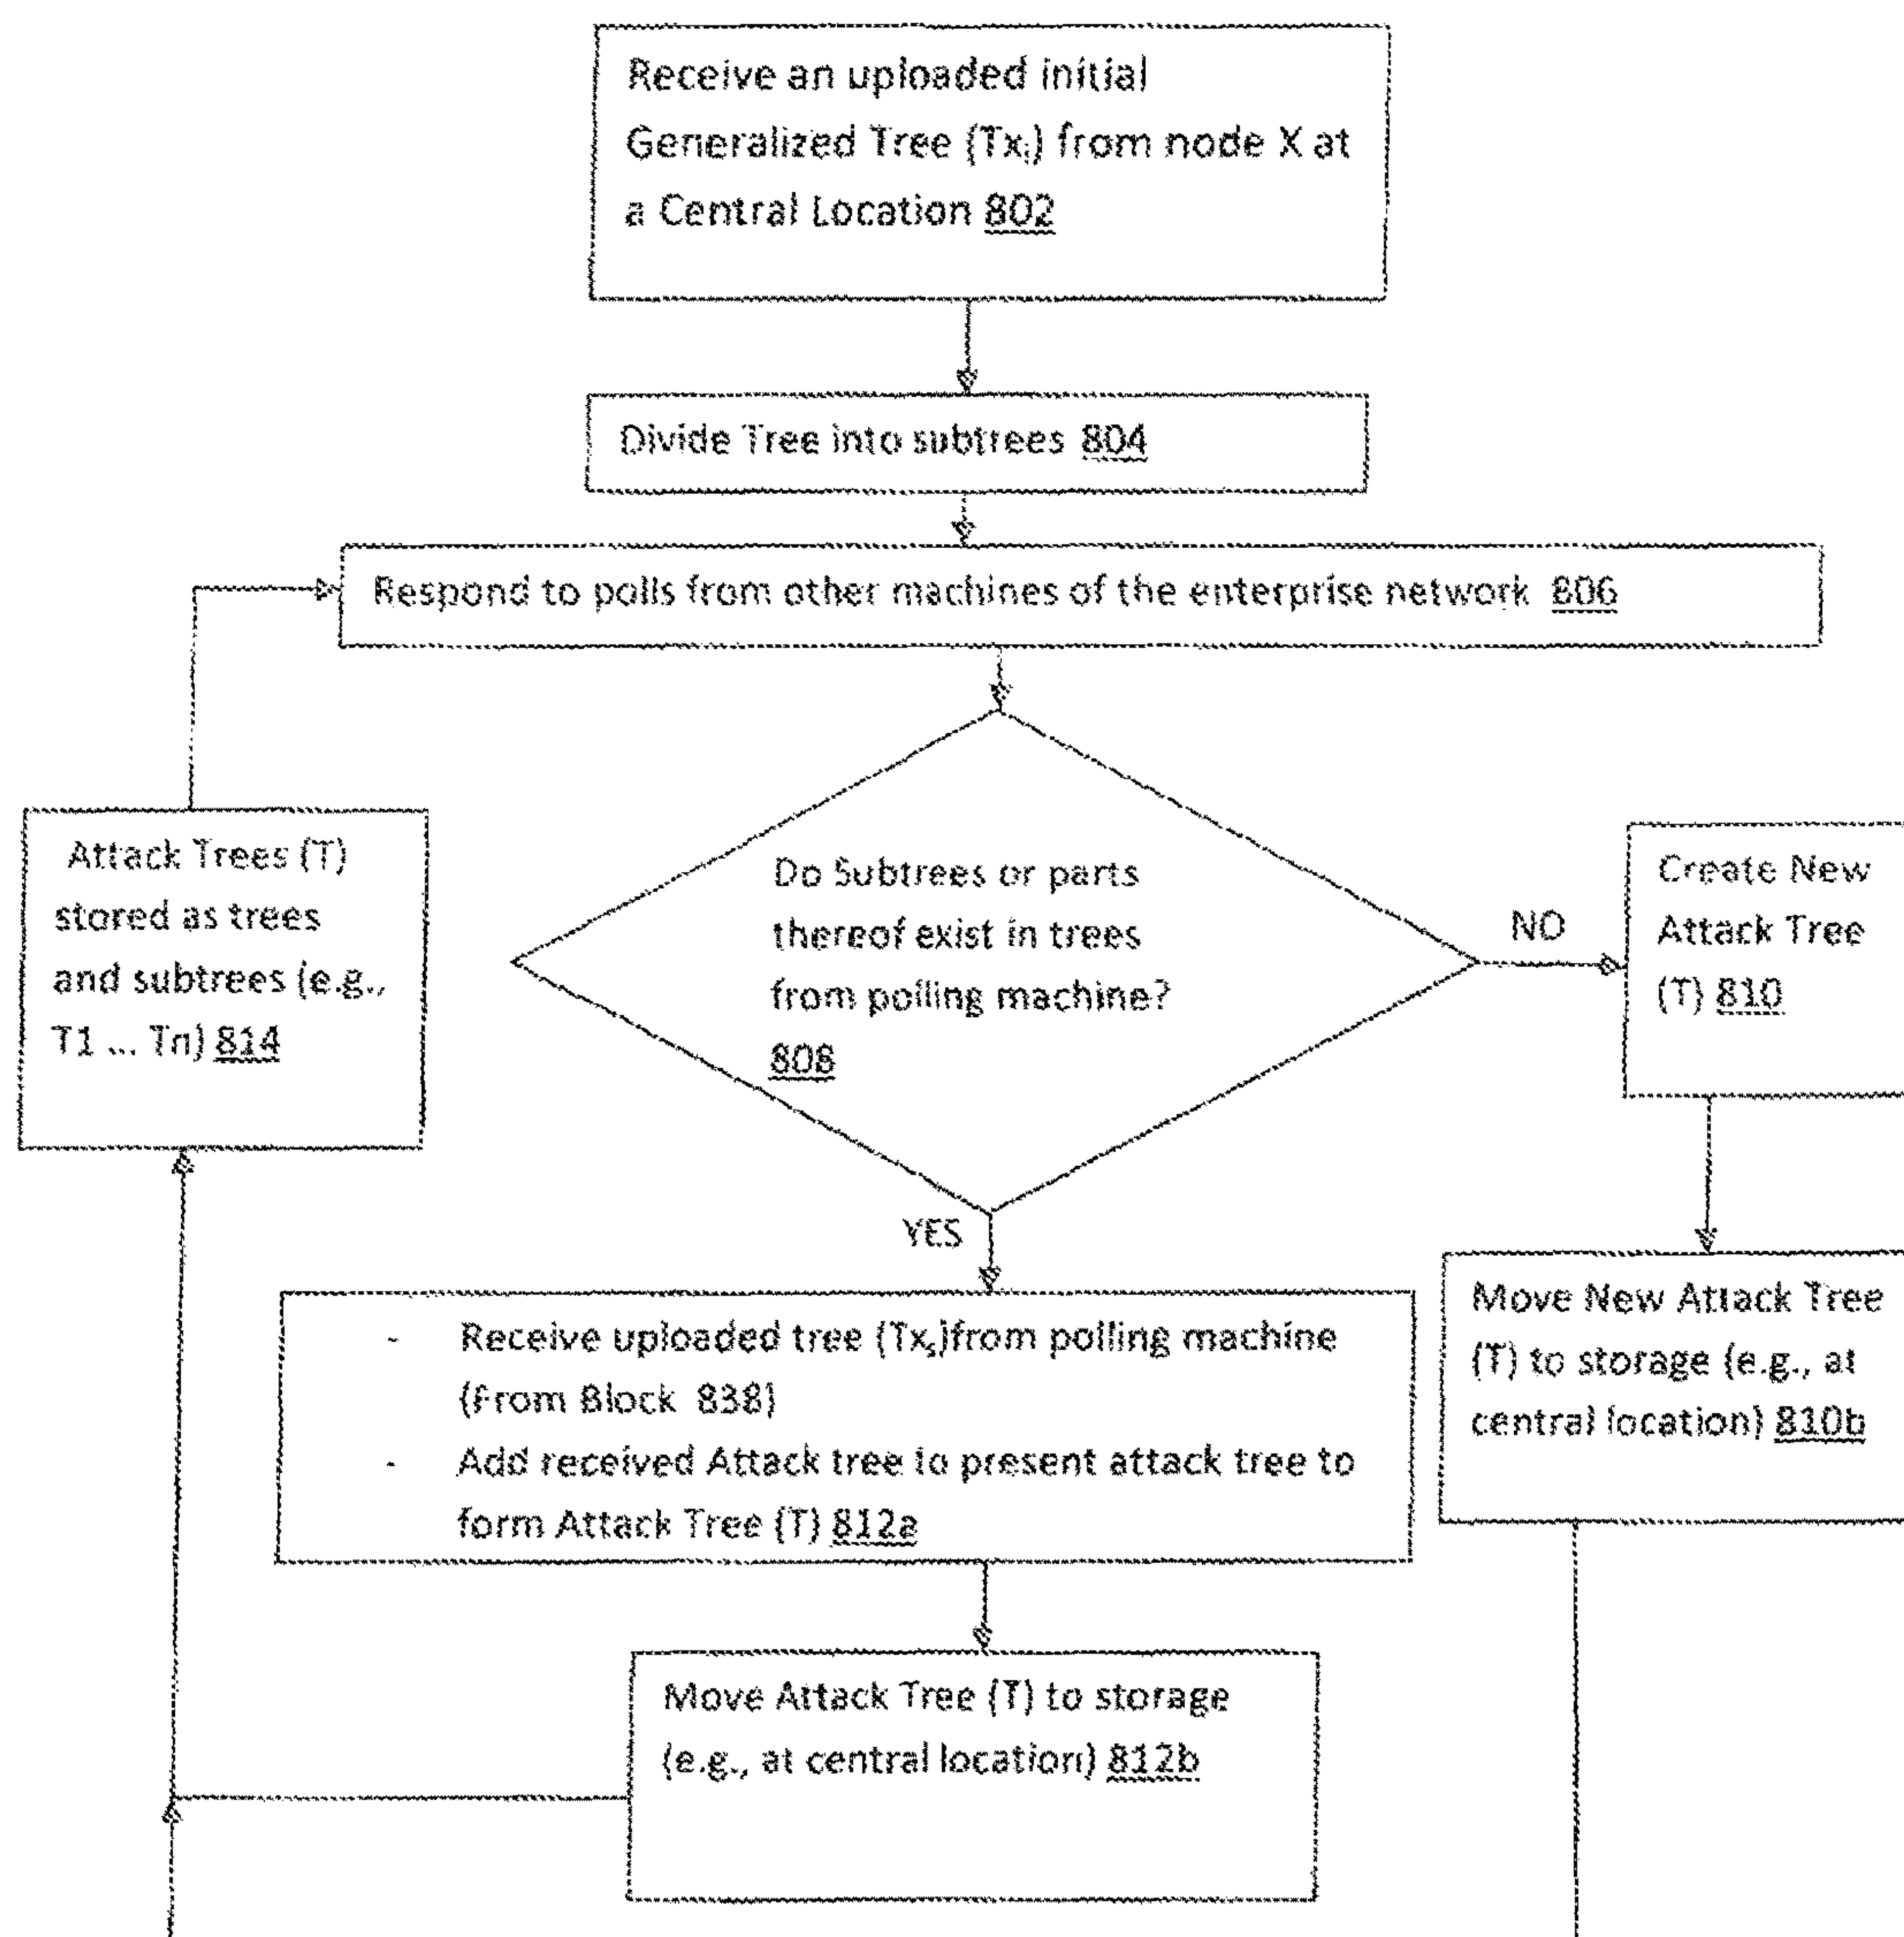 Receive an uploaded initial
Generalized Tree (Txi) from node X at
a Central Location 802
Divide Tree into subtrees 804
Respond to polls from other machines of the enterprise network 806
Attack Trees (T)
stored as trees
and subtrees (e.g.,
T1 ... Tn) 814
Do Subtrees or parts
thereof exist in trees
from polling machine?
808
NO
Create New
Attack Tree
(T) 810
YES
- Receive uploaded tree (Txs)from polling machine
(From Block 838)
- Add received Attack tree to present attack tree to
form Attack Tree (T) 812a
Move New Attack Tree
(T) to storage (e.g., at
central location) 810b
Move Attack Tree (T) to storage
(e.g., at central location) 812b